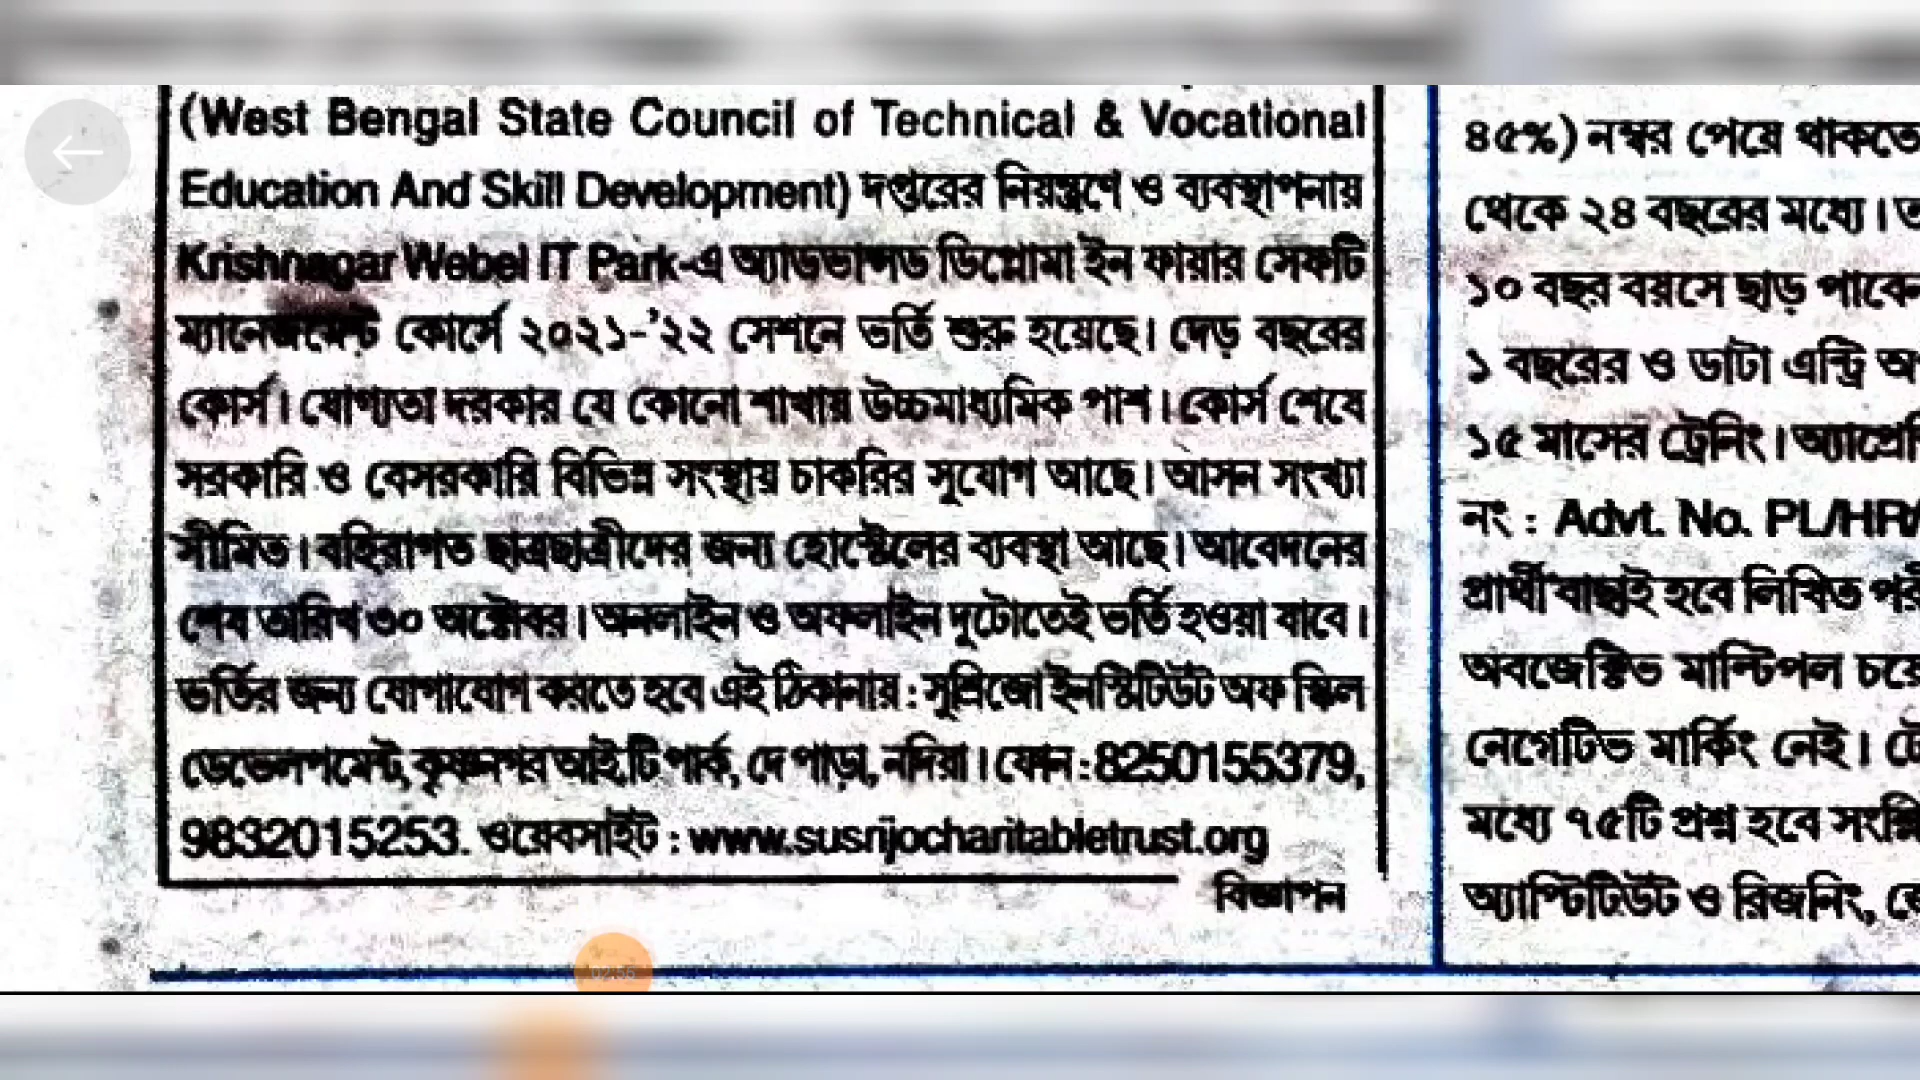 (West Bengal State Council of Technical & Vocational
Education And Skill Development) দপ্তরের নিয়ন্ত্রণে ও ব্যবস্থাপনায়
Krishnagar Webel IT Park-এ অ্যাডভান্সড ডিপ্লোমা ইন ফায়ার সেফটি
ম্যানেজমেন্ট কোর্সে ২০২১-'২২ সেশনে ভর্তি শুরু হয়েছে। দেড় বছরের
কোর্স। যোগ্যতা দরকার যে কোনো শাখায় উচ্চমাধ্যমিক পাশ। কোর্স শেষে
সরকারি ও বেসরকারি বিভিন্ন সংস্থায় চাকরির সুযোগ আছে। আসন সংখ্যা
সীমিত। বহিরাগত ছাত্রছাত্রীদের জন্য হোস্টেলের ব্যবস্থা আছে। আবেদনের
শেষ তারিখ ৩০ অক্টোবর। অনলাইন ও অফলাইন দুটোতেই ভর্তি হওয়া যাবে।
ভর্তির জন্য যোগাযোগ করতে হবে এই ঠিকানায় : সুশ্রিজো ইনস্টিটিউট অফ স্কিল
ডেভেলপমেন্ট, কৃষ্ণনগর আই টি পার্ক, দে পাড়া, নদিয়া। ফোন : 8250155379,
9832015253. ওয়েবসাইট : www.susrijocharitabletrust.org
বিজ্ঞাপন
৪৫%) নম্বর পেয়ে থাকতে
থেকে ২৪ বছরের মধ্যে।
১০ বছর বয়সে ছাড় পাবেন
১ বছরের ও ডাটা এন্ট্রি
১৫ মাসের ট্রেনিং।
নং : Advt. No. PL/HR/
প্রার্থী বাছাই হবে লিখিত
অবজেক্টিভ মাল্টিপল
নেগেটিভ মার্কিং নেই।
মধ্যে ৭৫টি প্রশ্ন হবে
অ্যাপ্টিটিউট ও রিজনিং,
02:56